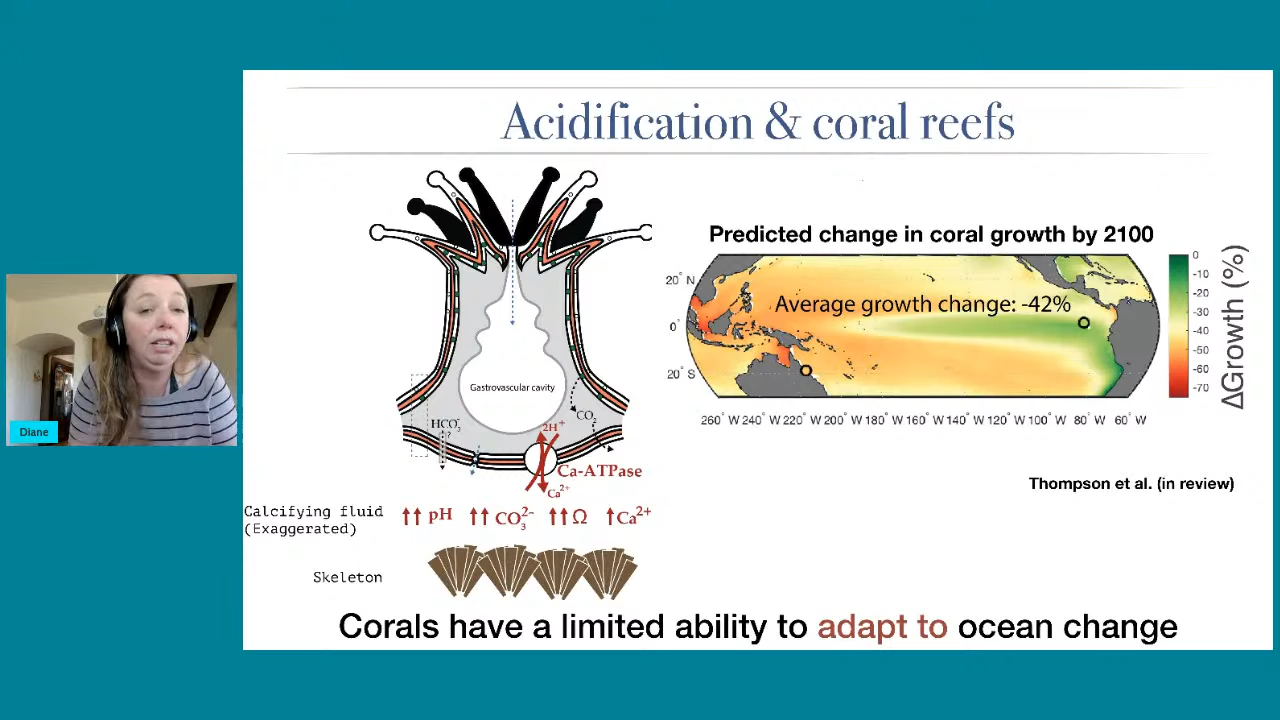 Acidification & coral reefs
Predicted change in coral growth by 2100
Average growth change: -42%
20° N
0°
20° S
260° W 240° W 220° W 200° W 180° W 160° W 140° W 120° W 100° W 80° W 60° W
0
-10
-20
-30
-40
-50
-60
-70
ΔGrowth (%)
Thompson et al. (in review)
Gastrovascular cavity
HCO₃⁻
?
CO₂
2H⁺
Ca-ATPase
Ca²⁺
Calcifying fluid
(Exaggerated)
↑↑ pH ↑↑ CO₃²⁻ ↑↑Ω ↑Ca²⁺
Skeleton
Corals have a limited ability to adapt to ocean change
Diane